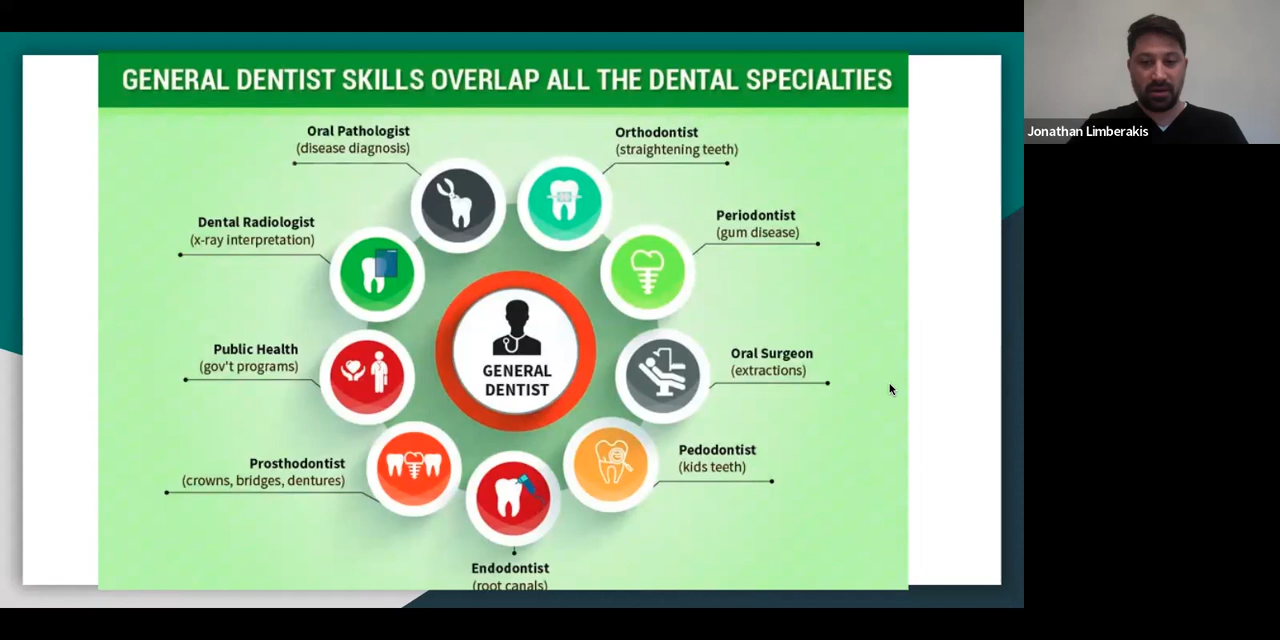 GENERAL DENTIST SKILLS OVERLAP ALL THE DENTAL SPECIALTIES
Oral Pathologist
(disease diagnosis)
Orthodontist
(straightening teeth)
Dental Radiologist
(x-ray interpretation)
Periodontist
(gum disease)
Public Health
(gov't programs)
Oral Surgeon
(extractions)
Prosthodontist
(crowns, bridges, dentures)
Pedodontist
(kids teeth)
Endodontist
(root canals)
GENERAL
DENTIST
Jonathan Limberakis